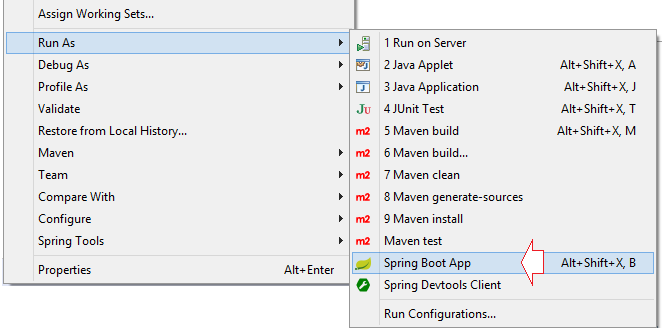 Assign Working Sets...
Run As
Debug As
Profile As
Validate
Restore from Local History...
Maven
Team
Compare With
Configure
Spring Tools
Properties Alt+Enter
1 Run on Server
2 Java Applet Alt+Shift+X, A
3 Java Application Alt+Shift+X, J
Ju 4 JUnit Test Alt+Shift+X, T
m2 5 Maven build Alt+Shift+X, M
m2 6 Maven build...
m2 7 Maven clean
m2 8 Maven generate-sources
m2 9 Maven install
m2 Maven test
Spring Boot App Alt+Shift+X, B
Spring Devtools Client
Run Configurations...